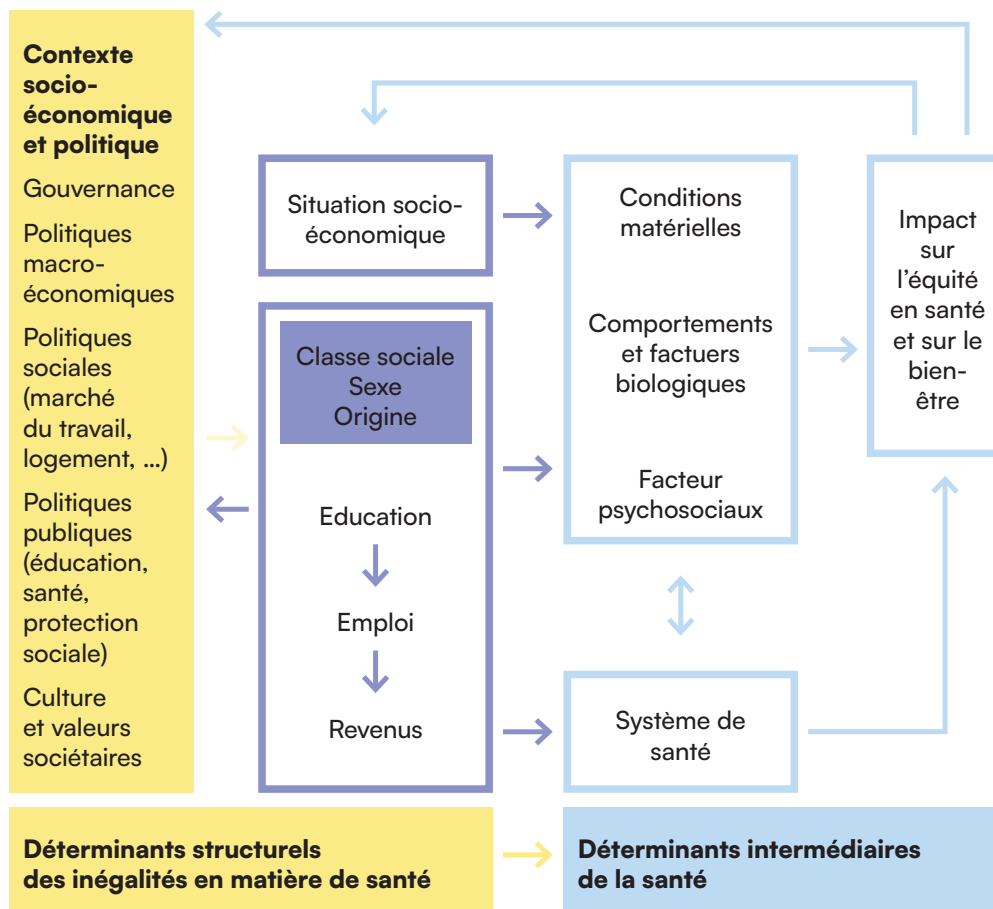 Contexte
socio-
économique
et politique
Gouvernance
Politiques
macro-
économiques
Politiques
sociales
(marché
du travail,
logement, ...)
Politiques
publiques
(éducation,
santé,
protection
sociale)
Culture
et valeurs
sociétaires
Situation socio-
économique
Classe sociale
Sexe
Origine
Education
Emploi
Revenus
Conditions
matérielles
Comportements
et factuers
biologiques
Facteur
psychosociaux
Système de
santé
Impact
sur
l'équité
en santé
et sur le
bien-
être
Déterminants structurels
des inégalités en matière de santé
Déterminants intermédiaires
de la santé